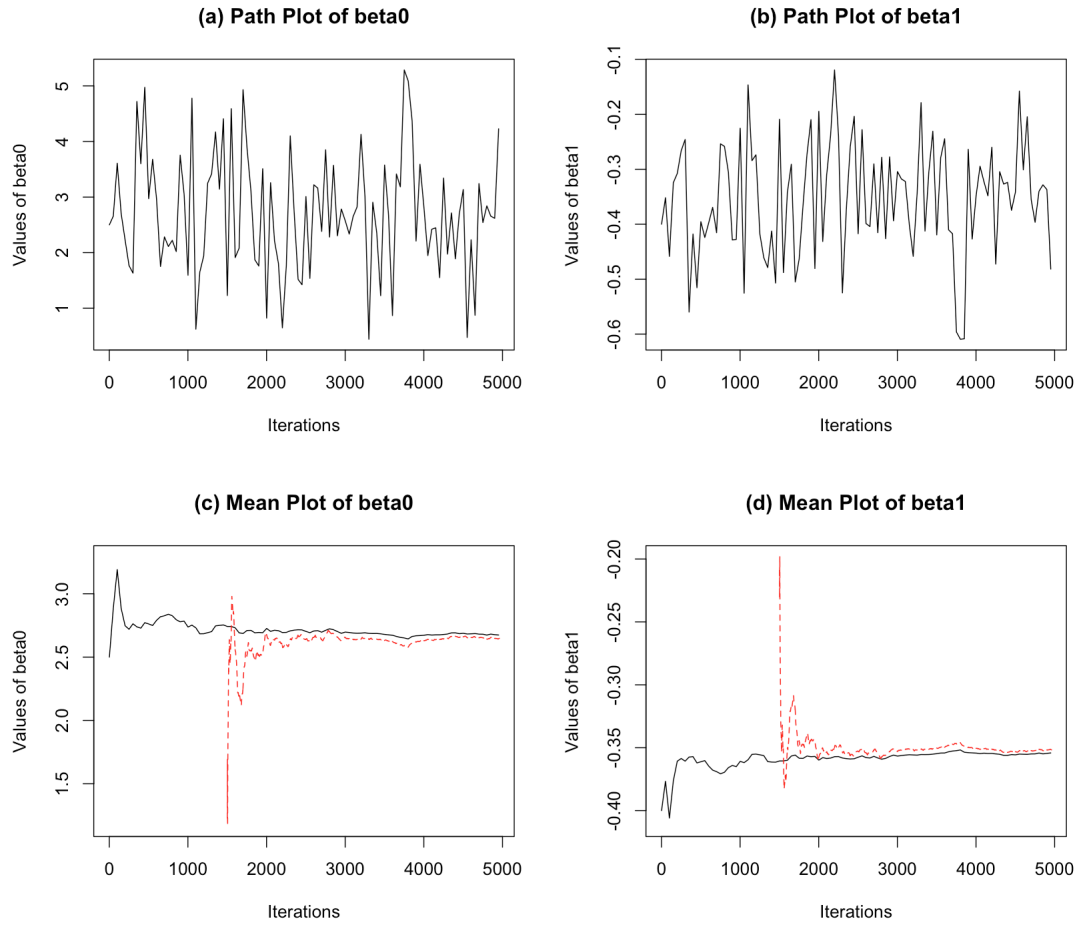 (a) Path Plot of beta0
Values of beta0
5
4
3
2
1
0 1000 2000 3000 4000 5000
Iterations
(b) Path Plot of beta1
Values of beta1
-0.1
-0.2
-0.3
-0.4
-0.5
-0.6
0 1000 2000 3000 4000 5000
Iterations
(c) Mean Plot of beta0
Values of beta0
3.0
2.5
2.0
1.5
0 1000 2000 3000 4000 5000
Iterations
(d) Mean Plot of beta1
Values of beta1
-0.20
-0.25
-0.30
-0.35
-0.40
0 1000 2000 3000 4000 5000
Iterations